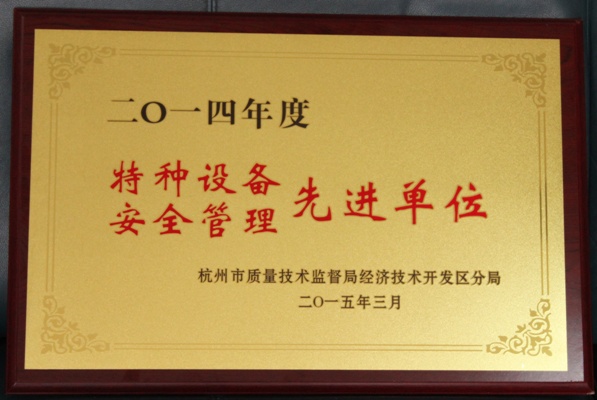 二〇一四年度
特种设备
安全管理
先进单位
杭州市质量技术监督局经济技术开发区分局
二〇一五年三月